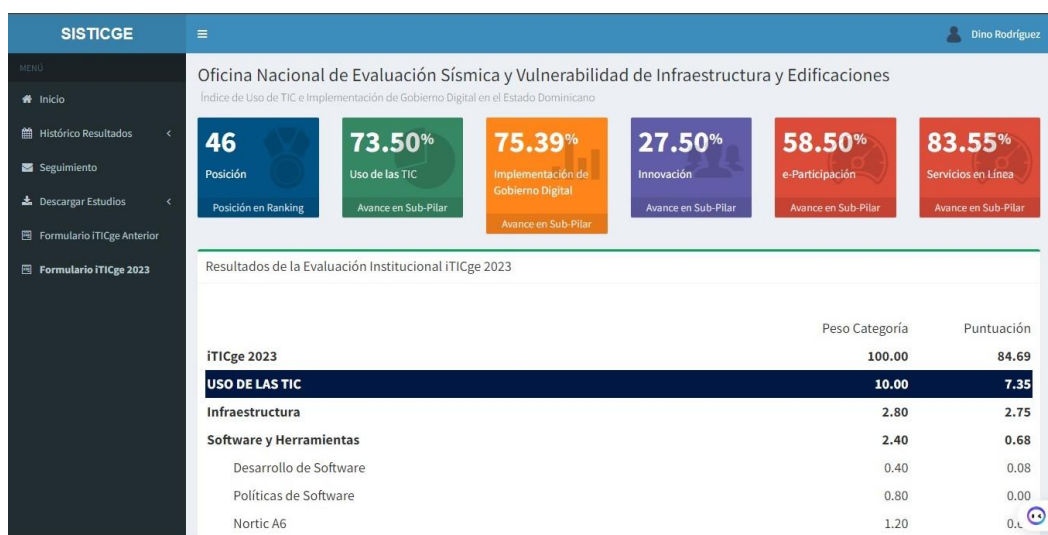 SISTICGE
Dino Rodríguez
MENÚ
Inicio
Histórico Resultados
Seguimiento
Descargar Estudios
Formulario iTICge Anterior
Formulario iTICge 2023
Oficina Nacional de Evaluación Sísmica y Vulnerabilidad de Infraestructura y Edificaciones
Índice de Uso de TIC e Implementación de Gobierno Digital en el Estado Dominicano
46
Posición
Posición en Ranking
73.50%
Uso de las TIC
Avance en Sub-Pilar
75.39%
Implementación de
Gobierno Digital
Avance en Sub-Pilar
27.50%
Innovación
Avance en Sub-Pilar
58.50%
e-Participación
Avance en Sub-Pilar
83.55%
Servicios en Línea
Avance en Sub-Pilar
Resultados de la Evaluación Institucional iTICge 2023
Peso Categoría Puntuación
iTICge 2023 100.00 84.69
USO DE LAS TIC 10.00 7.35
Infraestructura 2.80 2.75
Software y Herramientas 2.40 0.68
Desarrollo de Software 0.40 0.08
Políticas de Software 0.80 0.00
Nortic A6 1.20